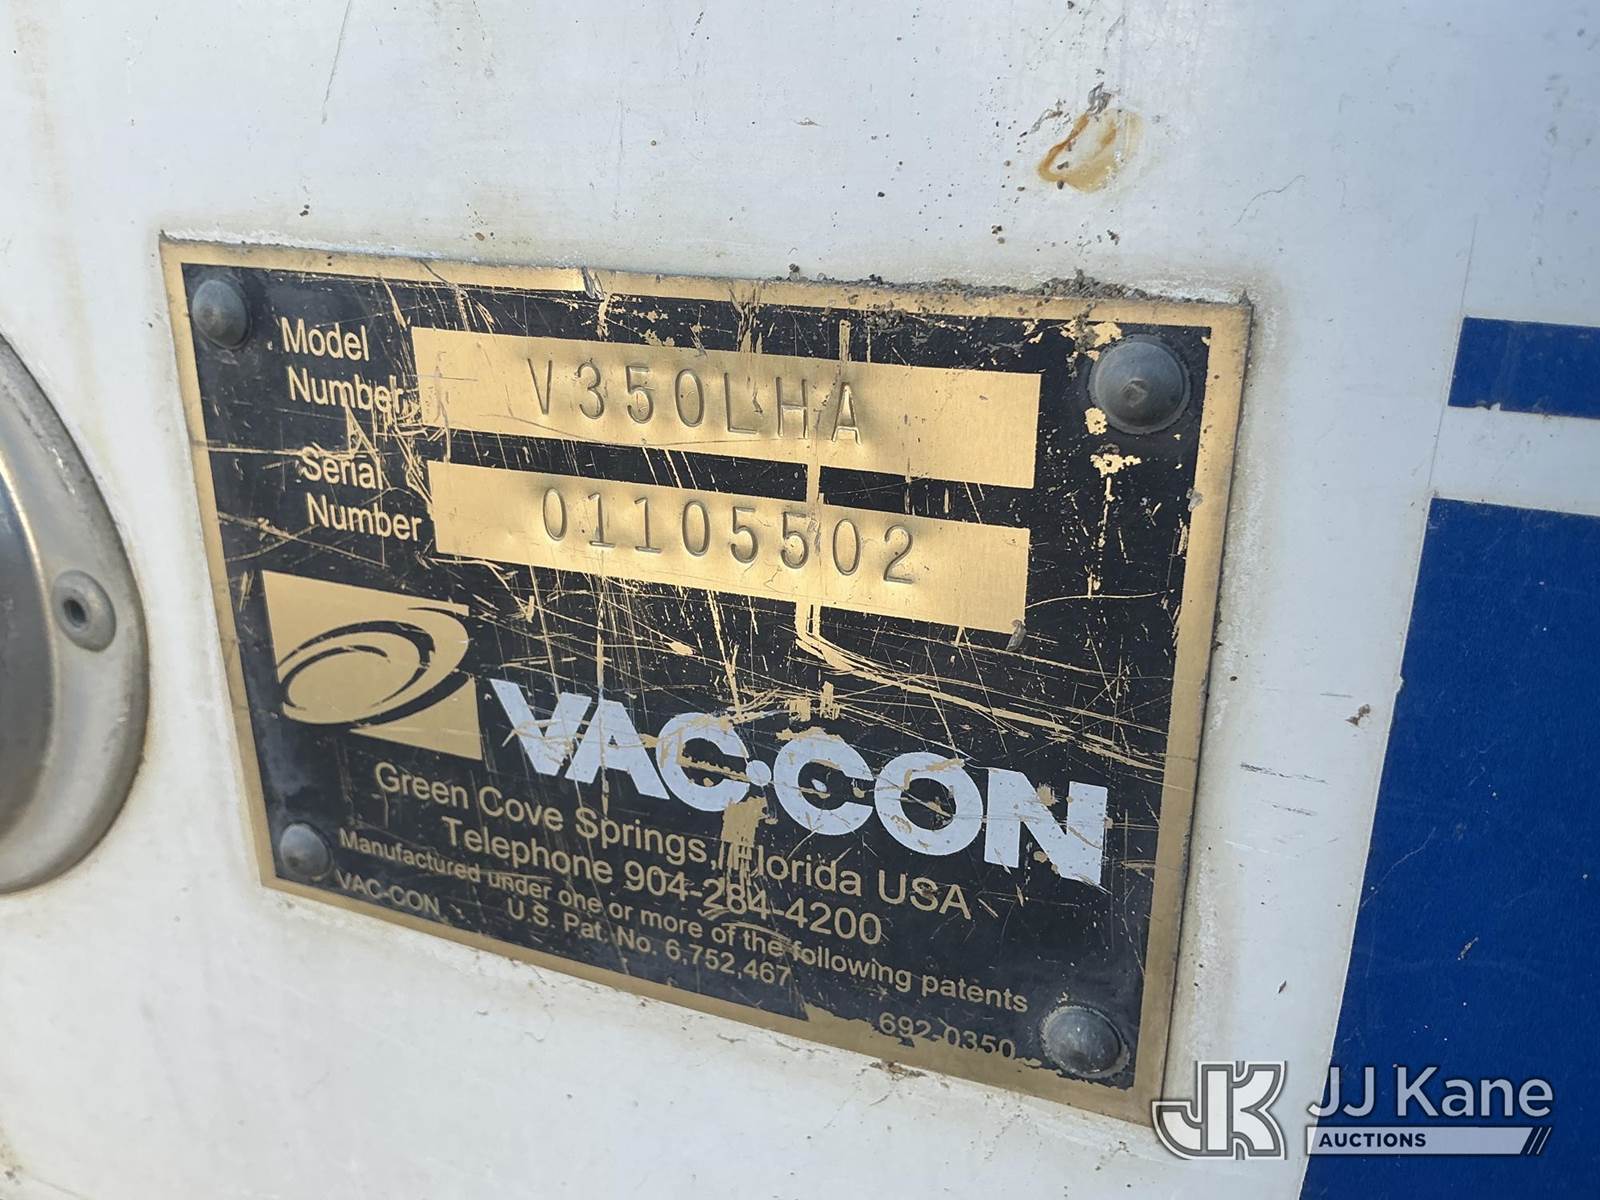 Model Number V350LHA
Serial Number 01105502
VAC-CON
Green Cove Springs, Florida USA
Telephone 904-284-4200
Manufactured under one or more of the following patents
VAC-CON U.S. Pat. No. 6,752,467
692-0350
JK JJ Kane
AUCTIONS